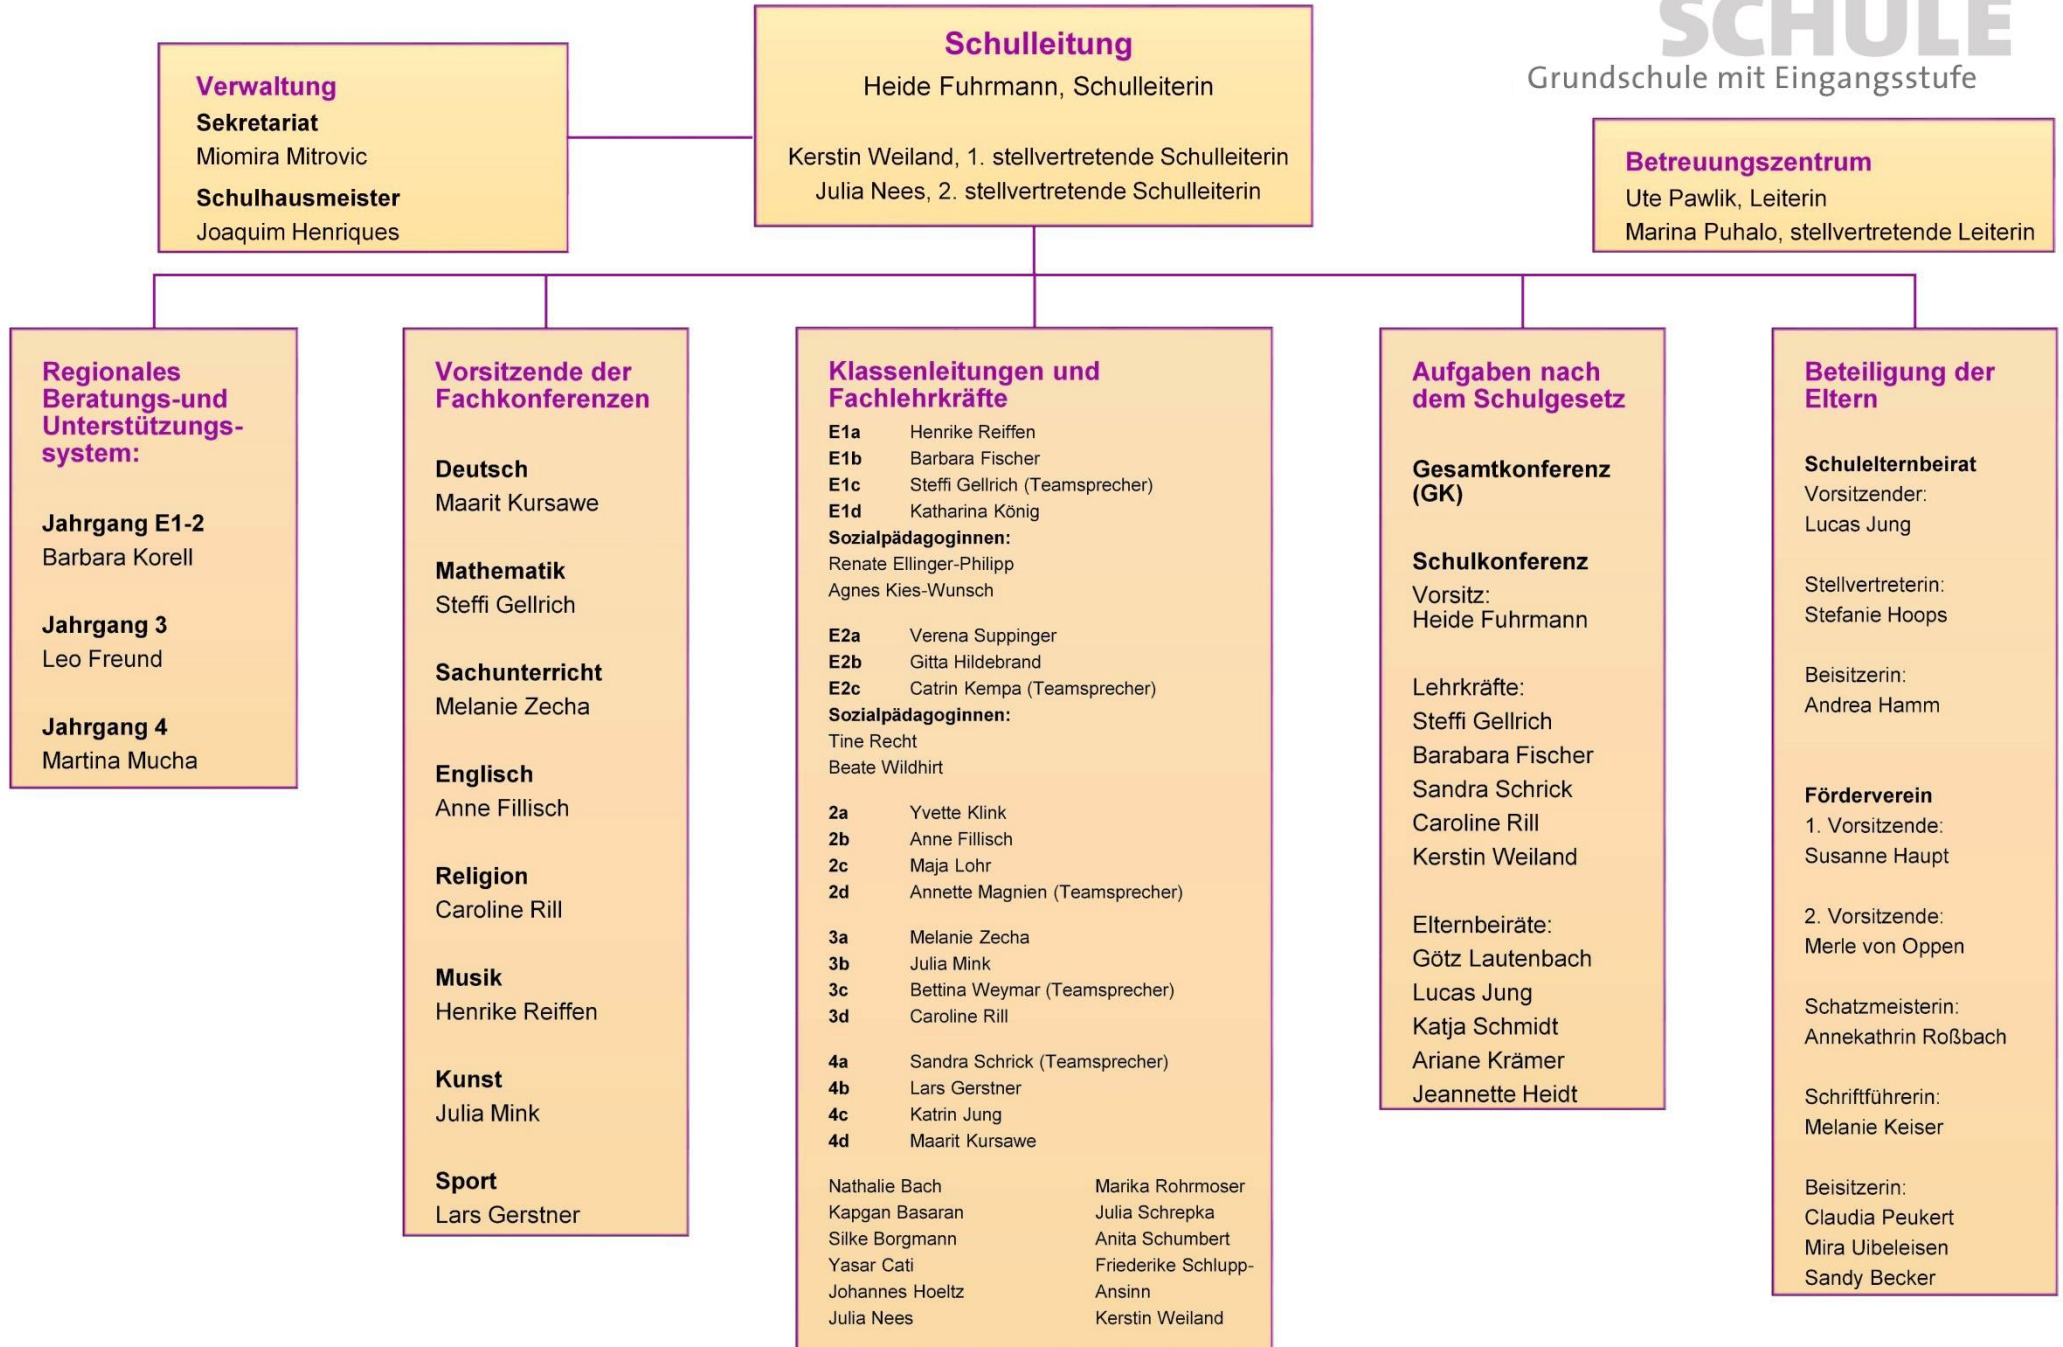 SCHULE
Grundschule mit Eingangsstufe
Schulleitung
Heide Fuhrmann, Schulleiterin
Kerstin Weiland, 1. stellvertretende Schulleiterin
Julia Nees, 2. stellvertretende Schulleiterin
Verwaltung
Sekretariat
Miomira Mitrovic
Schulhausmeister
Joaquim Henriques
Betreuungszentrum
Ute Pawlik, Leiterin
Marina Puhalo, stellvertretende Leiterin
Regionales
Beratungs-und
Unterstützungs-
system:
Jahrgang E1-2
Barbara Korell
Jahrgang 3
Leo Freund
Jahrgang 4
Martina Mucha
Vorsitzende der
Fachkonferenzen
Deutsch
Maarit Kursawe
Mathematik
Steffi Gellrich
Sachunterricht
Melanie Zecha
Englisch
Anne Fillisch
Religion
Caroline Rill
Musik
Henrike Reiffen
Kunst
Julia Mink
Sport
Lars Gerstner
Klassenleitungen und
Fachlehrkräfte
E1a Henrike Reiffen
E1b Barbara Fischer
E1c Steffi Gellrich (Teamsprecher)
E1d Katharina König
Sozialpädagoginnen:
Renate Ellinger-Philipp
Agnes Kies-Wunsch
E2a Verena Suppinger
E2b Gitta Hildebrand
E2c Catrin Kempa (Teamsprecher)
Sozialpädagoginnen:
Tine Recht
Beate Wildhirt
2a Yvette Klink
2b Anne Fillisch
2c Maja Lohr
2d Annette Magnien (Teamsprecher)
3a Melanie Zecha
3b Julia Mink
3c Bettina Weymar (Teamsprecher)
3d Caroline Rill
4a Sandra Schrick (Teamsprecher)
4b Lars Gerstner
4c Katrin Jung
4d Maarit Kursawe
Nathalie Bach
Kapgan Basaran
Silke Borgmann
Yasar Cati
Johannes Hoeltz
Julia Nees
Marika Rohrmoser
Julia Schrepka
Anita Schumbert
Friederike Schlupp-
Ansinn
Kerstin Weiland
Aufgaben nach
dem Schulgesetz
Gesamtkonferenz
(GK)
Schulkonferenz
Vorsitz:
Heide Fuhrmann
Lehrkräfte:
Steffi Gellrich
Barabara Fischer
Sandra Schrick
Caroline Rill
Kerstin Weiland
Elternbeiräte:
Götz Lautenbach
Lucas Jung
Katja Schmidt
Ariane Krämer
Jeannette Heidt
Beteiligung der
Eltern
Schulelternbeirat
Vorsitzender:
Lucas Jung
Stellvertreterin:
Stefanie Hoops
Beisitzerin:
Andrea Hamm
Förderverein
1. Vorsitzende:
Susanne Haupt
2. Vorsitzende:
Merle von Oppen
Schatzmeisterin:
Annekathrin Roßbach
Schriftführerin:
Melanie Keiser
Beisitzerin:
Claudia Peukert
Mira Uibeleisen
Sandy Becker